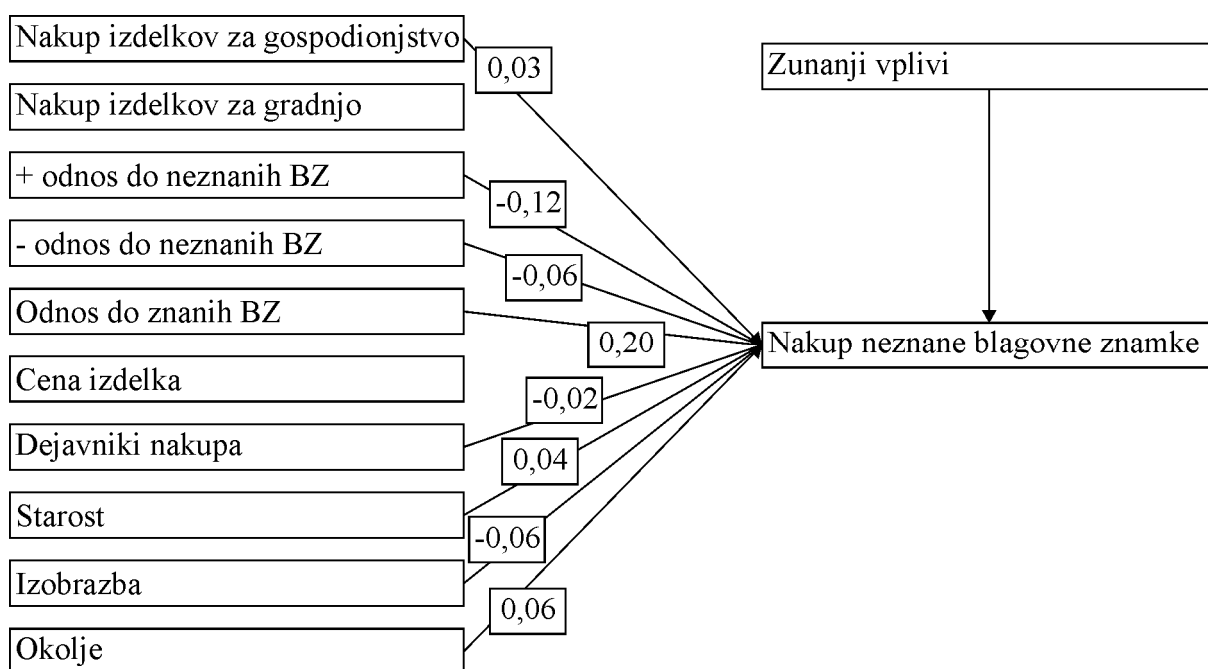 Nakup izdelkov za gospodionjstvo
0,03
Zunanji vplivi
Nakup izdelkov za gradnjo
+ odnos do neznanih BZ
-0,12
- odnos do neznanih BZ
-0,06
Odnos do znanih BZ
0,20
Nakup neznane blagovne znamke
Cena izdelka
-0,02
Dejavniki nakupa
0,04
Starost
-0,06
Izobrazba
0,06
Okolje